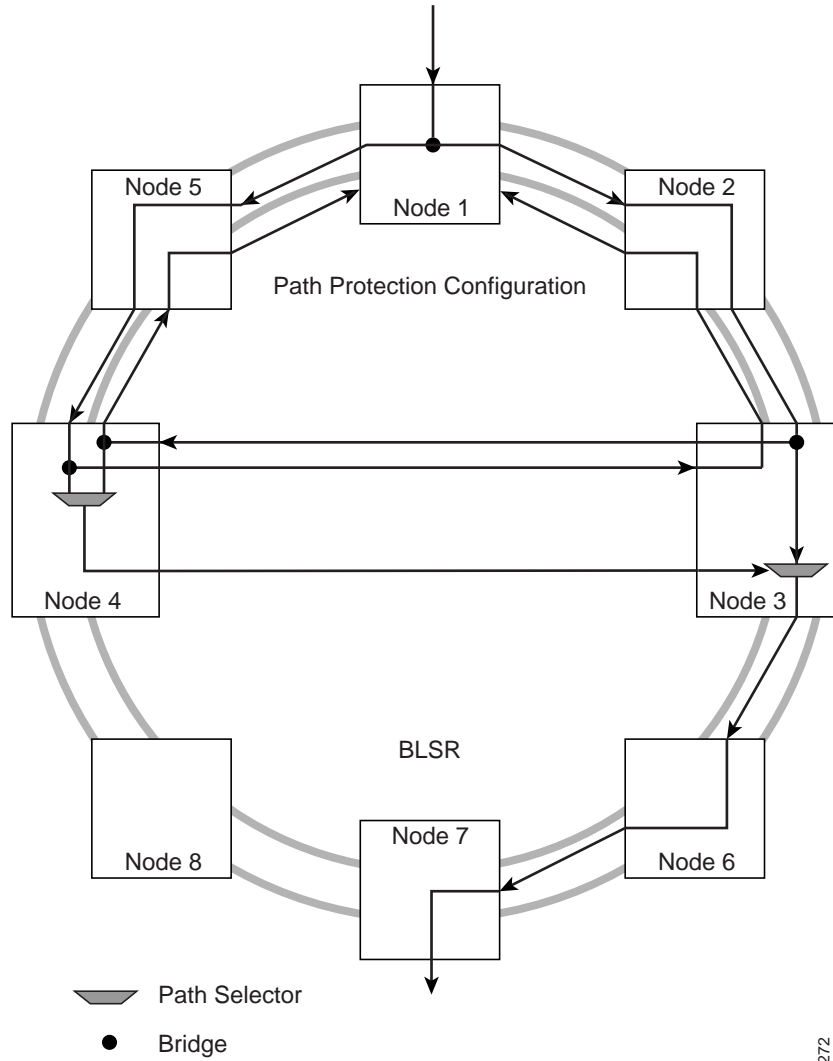 Node 5
Node 2
Node 1
Path Protection Configuration
Node 4
Node 3
BLSR
Node 7
Node 8
Node 6
Path Selector
Bridge
272